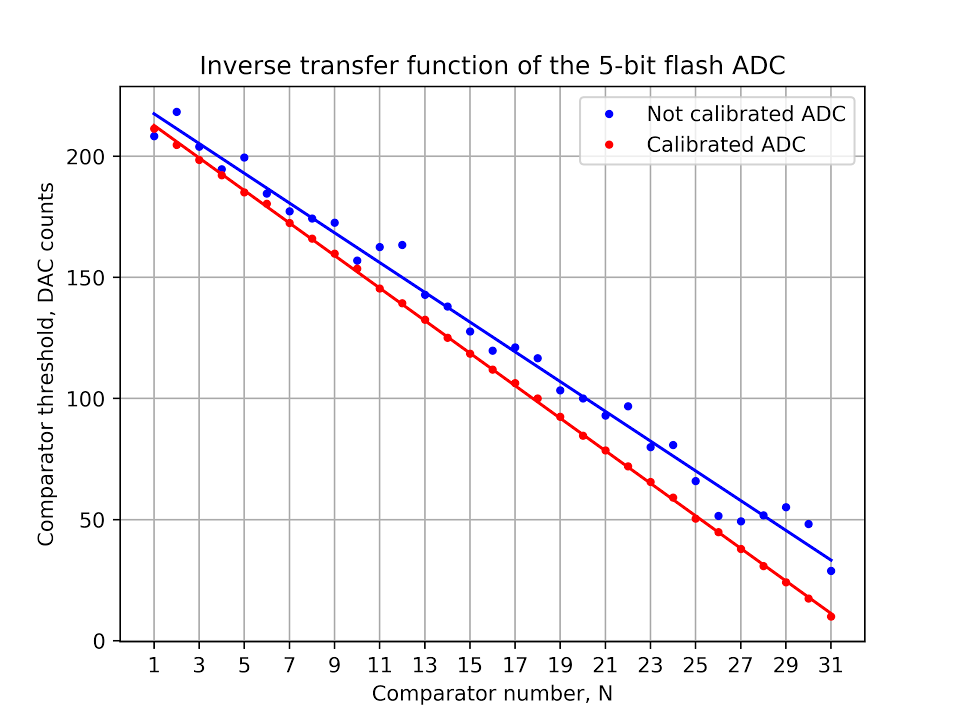 Inverse transfer function of the 5-bit flash ADC
Not calibrated ADC
Calibrated ADC
Comparator threshold, DAC counts
200
150
100
50
0
1 3 5 7 9 11 13 15 17 19 21 23 25 27 29 31
Comparator number, N